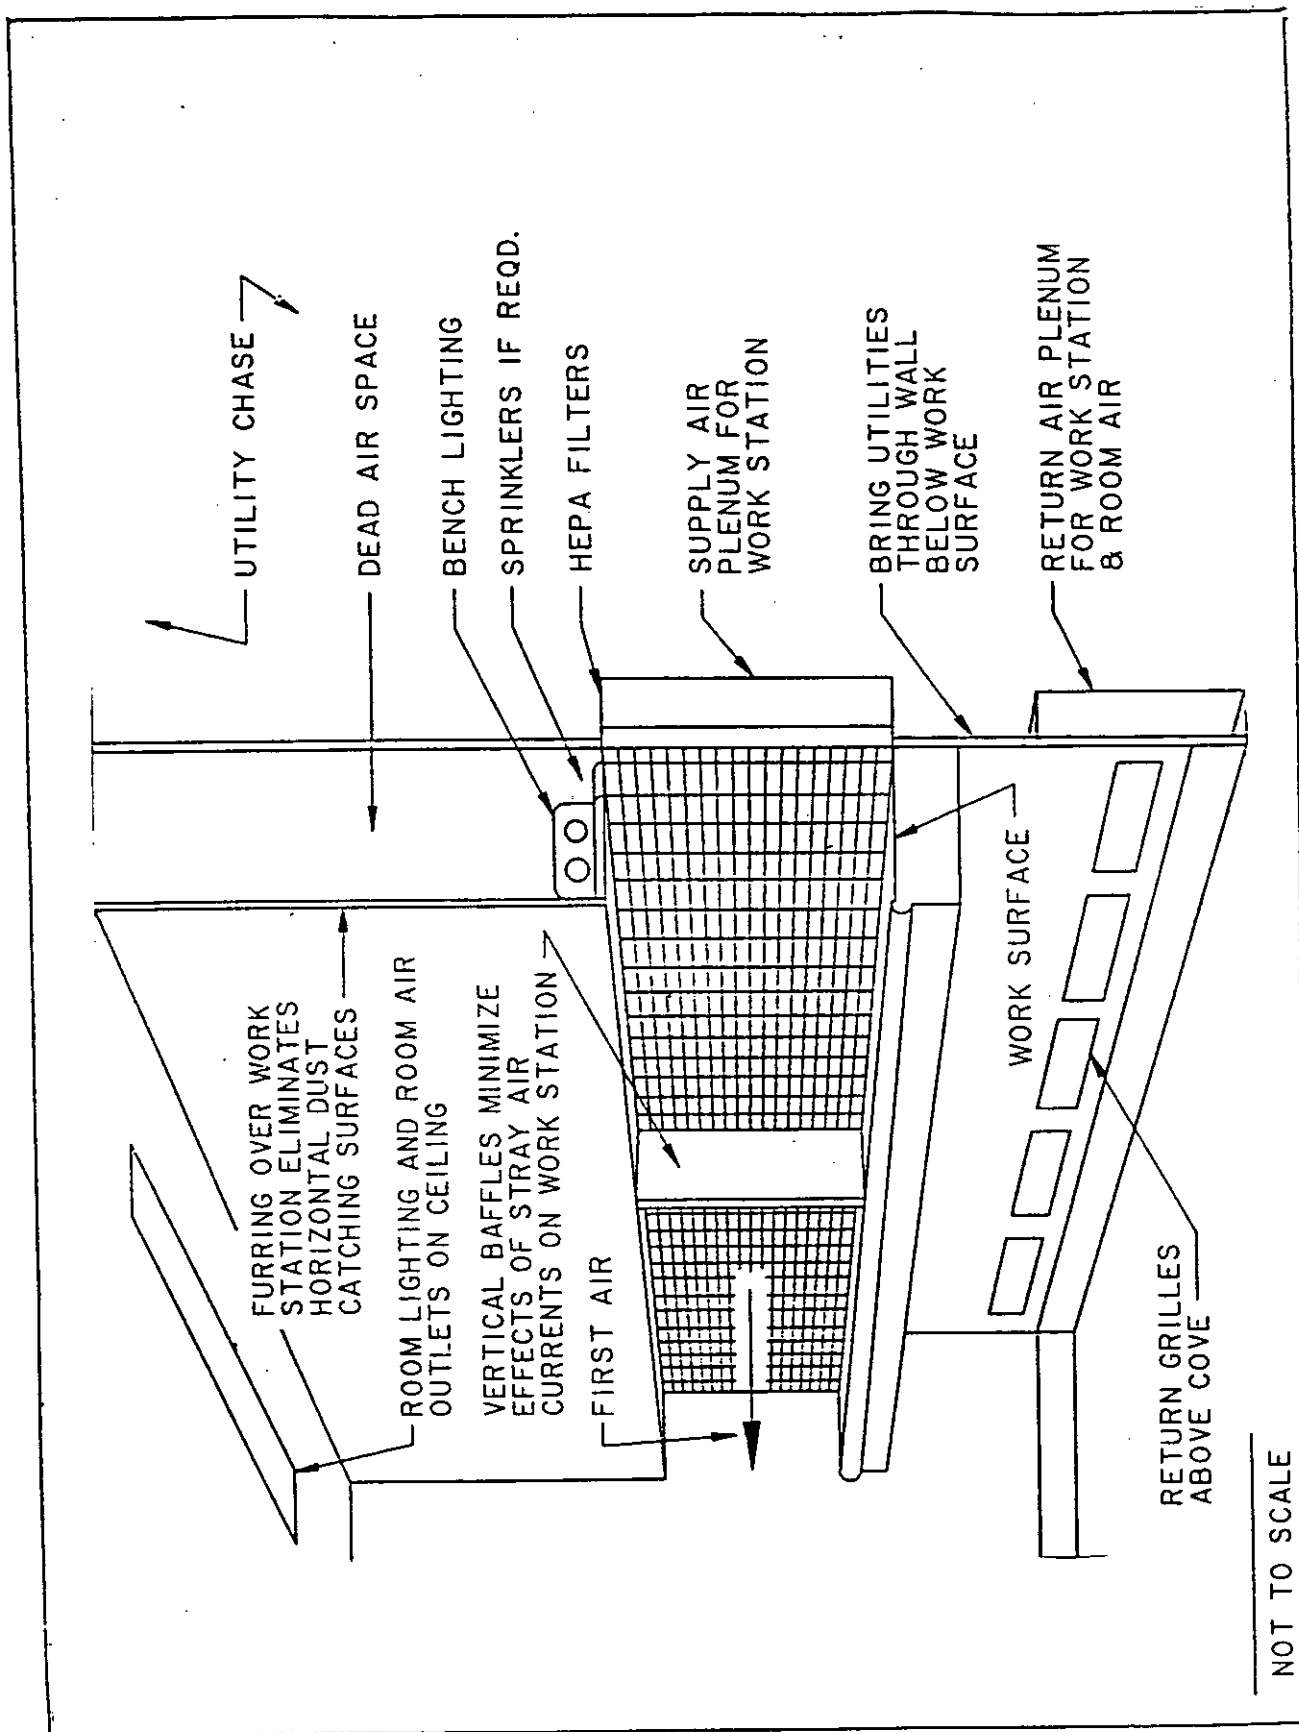 UTILITY CHASE
DEAD AIR SPACE
BENCH LIGHTING
SPRINKLERS IF REQD.
HEPA FILTERS
SUPPLY AIR
PLENUM FOR
WORK STATION
BRING UTILITIES
THROUGH WALL
BELOW WORK
SURFACE
RETURN AIR PLENUM
FOR WORK STATION
& ROOM AIR
FURRING OVER WORK
STATION ELIMINATES
HORIZONTAL DUST
CATCHING SURFACES
ROOM LIGHTING AND ROOM AIR
OUTLETS ON CEILING
VERTICAL BAFFLES MINIMIZE
EFFECTS OF STRAY AIR
CURRENTS ON WORK STATION
FIRST AIR
WORK SURFACE
RETURN GRILLES
ABOVE COVE
NOT TO SCALE